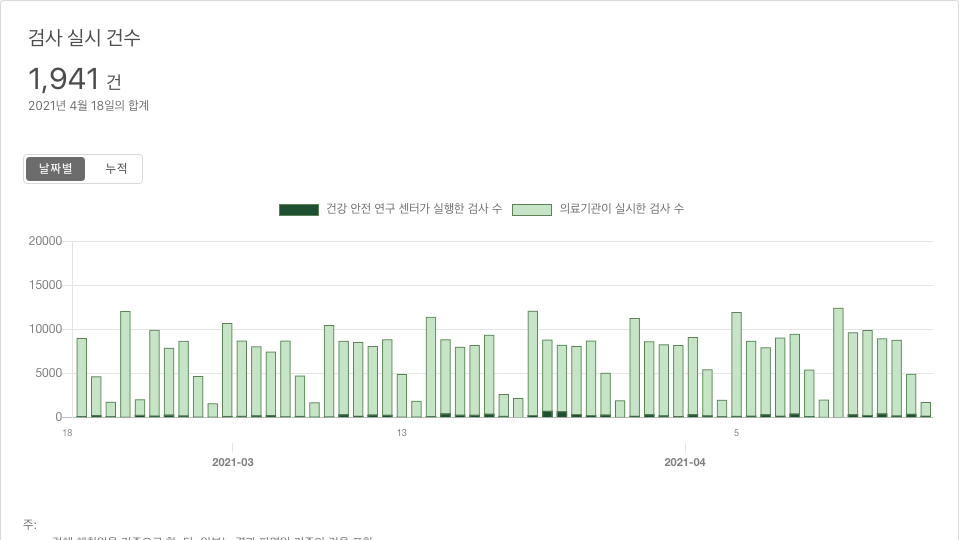 검사 실시 건수
1,941 건
2021년 4월 18일의 합계
날짜별 누적
건강 안전 연구 센터가 실행한 검사 수 의료기관이 실시한 검사 수
20000
15000
10000
5000
0
18 13 5
2021-03 2021-04
주: